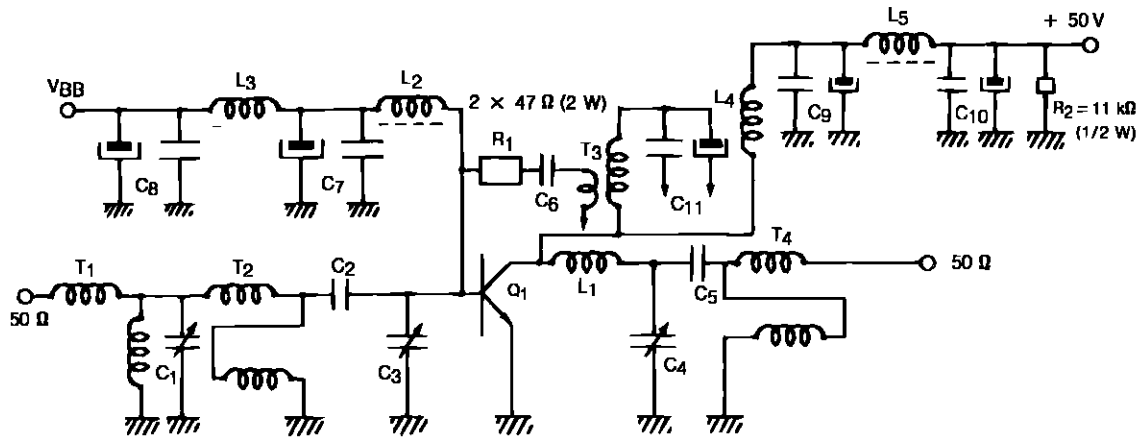 L5
+ 50 V
VBB
L3
L2
2 × 47 Ω (2 W)
L4
C9
C10
R2 = 11 kΩ
(1/2 W)
R1
T3
C8
C7
C6
C11
T1
T2
C2
Q1
L1
C5
T4
50 Ω
50 Ω
C1
C3
C4